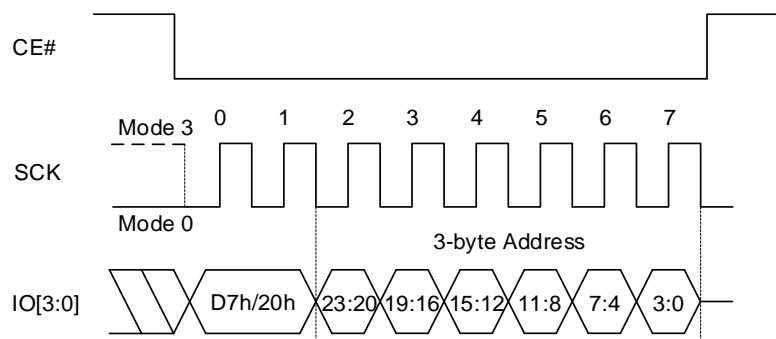 CE#
Mode 3
0 1 2 3 4 5 6 7
SCK
Mode 0
3-byte Address
IO[3:0]
D7h/20h 23:20 19:16 15:12 11:8 7:4 3:0